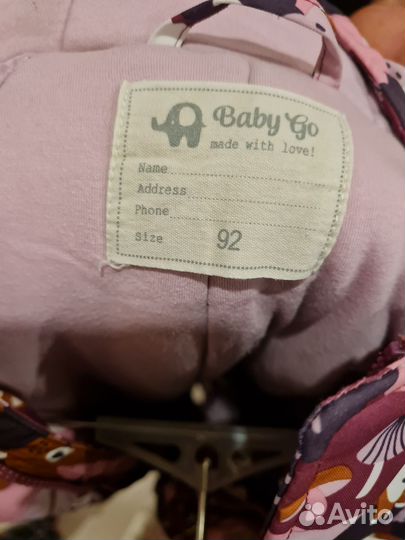 Baby Go
made with love!
Name
Address
Phone
Size 92
Avito